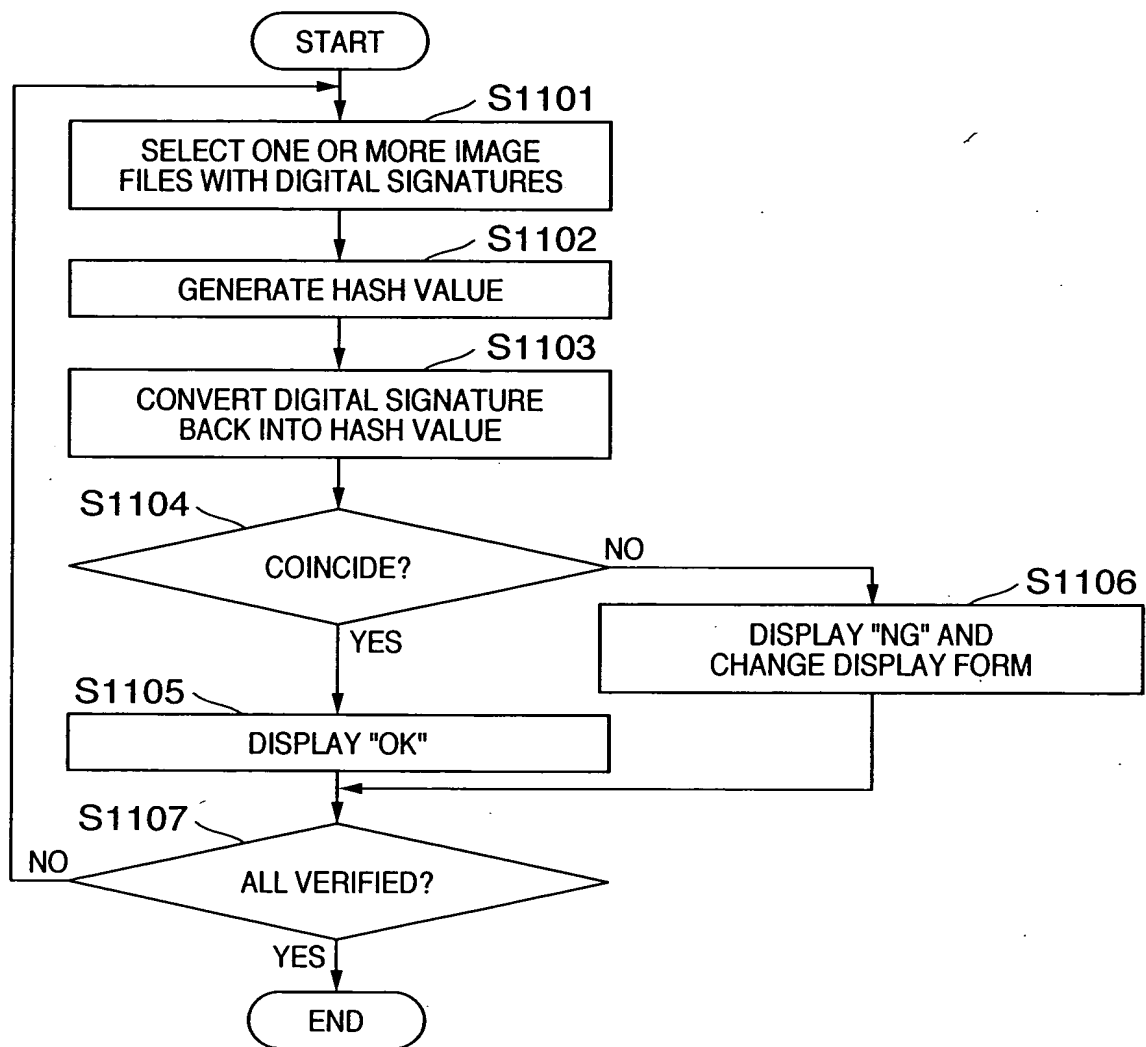 START
S1101
SELECT ONE OR MORE IMAGE
FILES WITH DIGITAL SIGNATURES
S1102
GENERATE HASH VALUE
S1103
CONVERT DIGITAL SIGNATURE
BACK INTO HASH VALUE
S1104
COINCIDE?
NO
S1106
DISPLAY "NG" AND
CHANGE DISPLAY FORM
YES
S1105
DISPLAY "OK"
S1107
NO
ALL VERIFIED?
YES
END